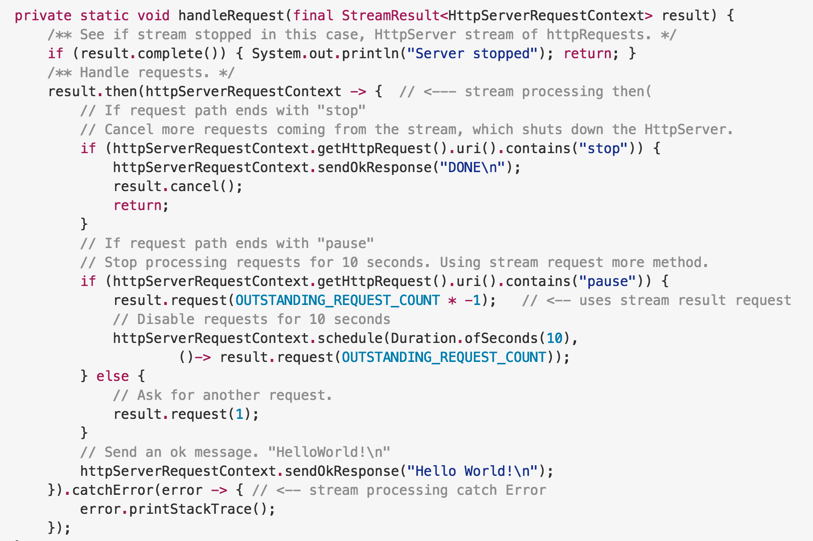 private static void handleRequest(final StreamResult<HttpServerRequestContext> result) {
    /** See if stream stopped in this case, HttpServer stream of httpRequests. */
    if (result.complete()) { System.out.println("Server stopped"); return; }
    /** Handle requests. */
    result.then(httpServerRequestContext -> {  // <--- stream processing then(
        // If request path ends with "stop"
        // Cancel more requests coming from the stream, which shuts down the HttpServer.
        if (httpServerRequestContext.getHttpRequest().uri().contains("stop")) {
            httpServerRequestContext.sendOkResponse("DONE\n");
            result.cancel();
            return;
        }
        // If request path ends with "pause"
        // Stop processing requests for 10 seconds. Using stream request more method.
        if (httpServerRequestContext.getHttpRequest().uri().contains("pause")) {
            result.request(OUTSTANDING_REQUEST_COUNT * -1);   // <-- uses stream result request
            // Disable requests for 10 seconds
            httpServerRequestContext.schedule(Duration.ofSeconds(10),
                    ()-> result.request(OUTSTANDING_REQUEST_COUNT));
        } else {
            // Ask for another request.
            result.request(1);
        }
        // Send an ok message. "HelloWorld!\n"
        httpServerRequestContext.sendOkResponse("Hello World!\n");
    }).catchError(error -> { // <-- stream processing catch Error
        error.printStackTrace();
    });